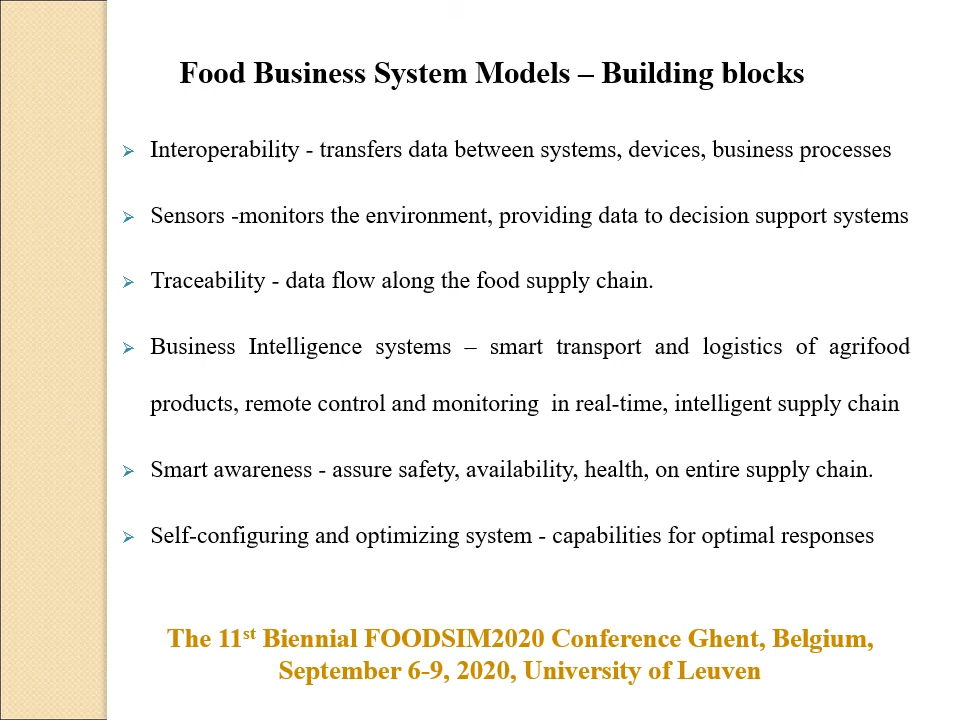 Food Business System Models – Building blocks
➢ Interoperability - transfers data between systems, devices, business processes
➢ Sensors -monitors the environment, providing data to decision support systems
➢ Traceability - data flow along the food supply chain.
➢ Business Intelligence systems – smart transport and logistics of agrifood
products, remote control and monitoring  in real-time, intelligent supply chain
➢ Smart awareness - assure safety, availability, health, on entire supply chain.
➢ Self-configuring and optimizing system - capabilities for optimal responses
The 11st Biennial FOODSIM2020 Conference Ghent, Belgium,
September 6-9, 2020, University of Leuven